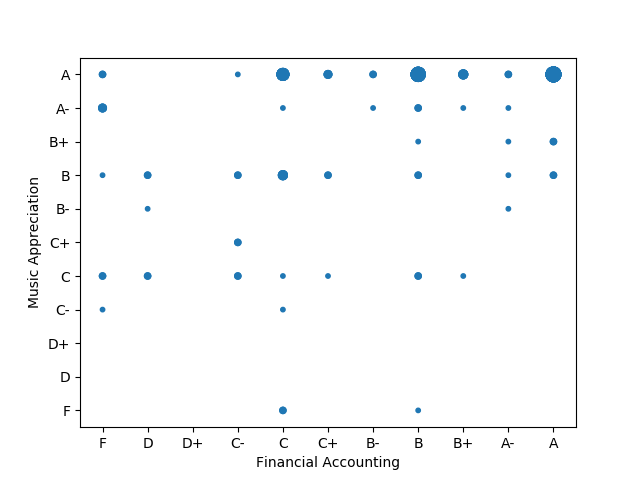 A
A-
B+
B
B-
C+
C
C-
D+
D
F
Music Appreciation
F D D+ C- C C+ B- B B+ A- A
Financial Accounting